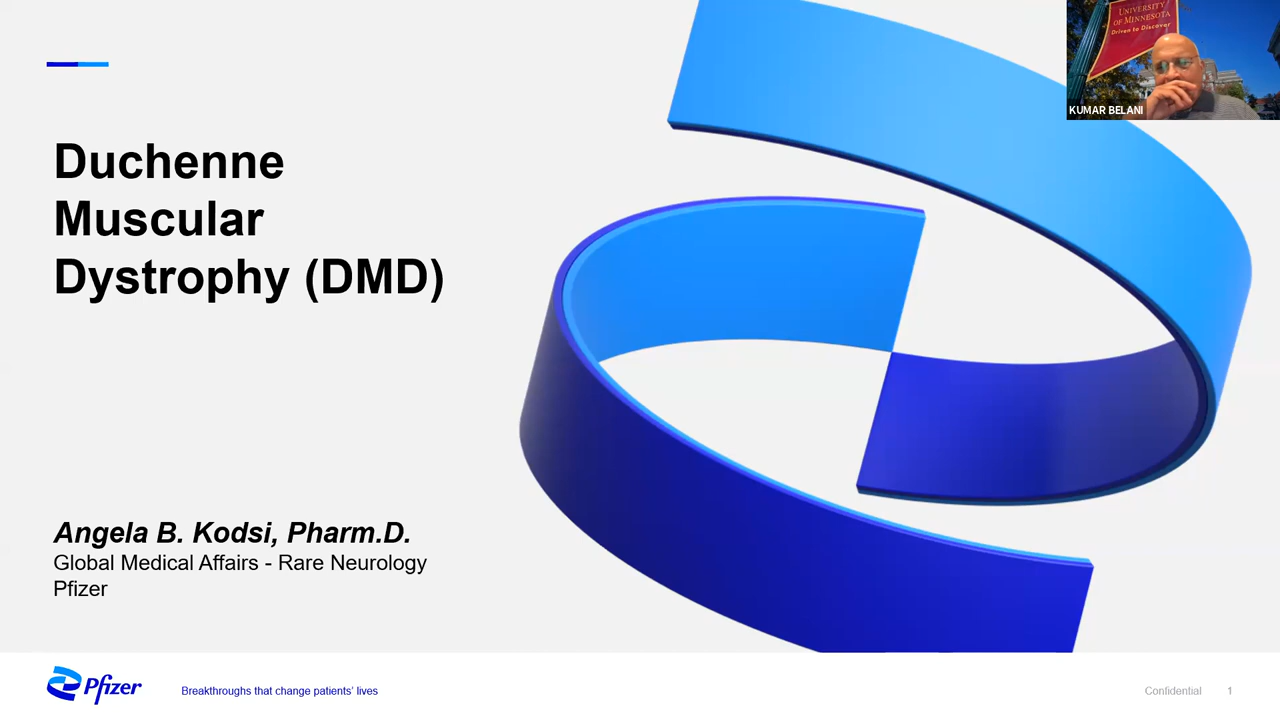 UNIVERSITY
OF MINNESOTA
Driven to Discover
KUMAR BELANI
Duchenne
Muscular
Dystrophy (DMD)
Angela B. Kodsi, Pharm.D.
Global Medical Affairs - Rare Neurology
Pfizer
Pfizer
Breakthroughs that change patients' lives
Confidential
1